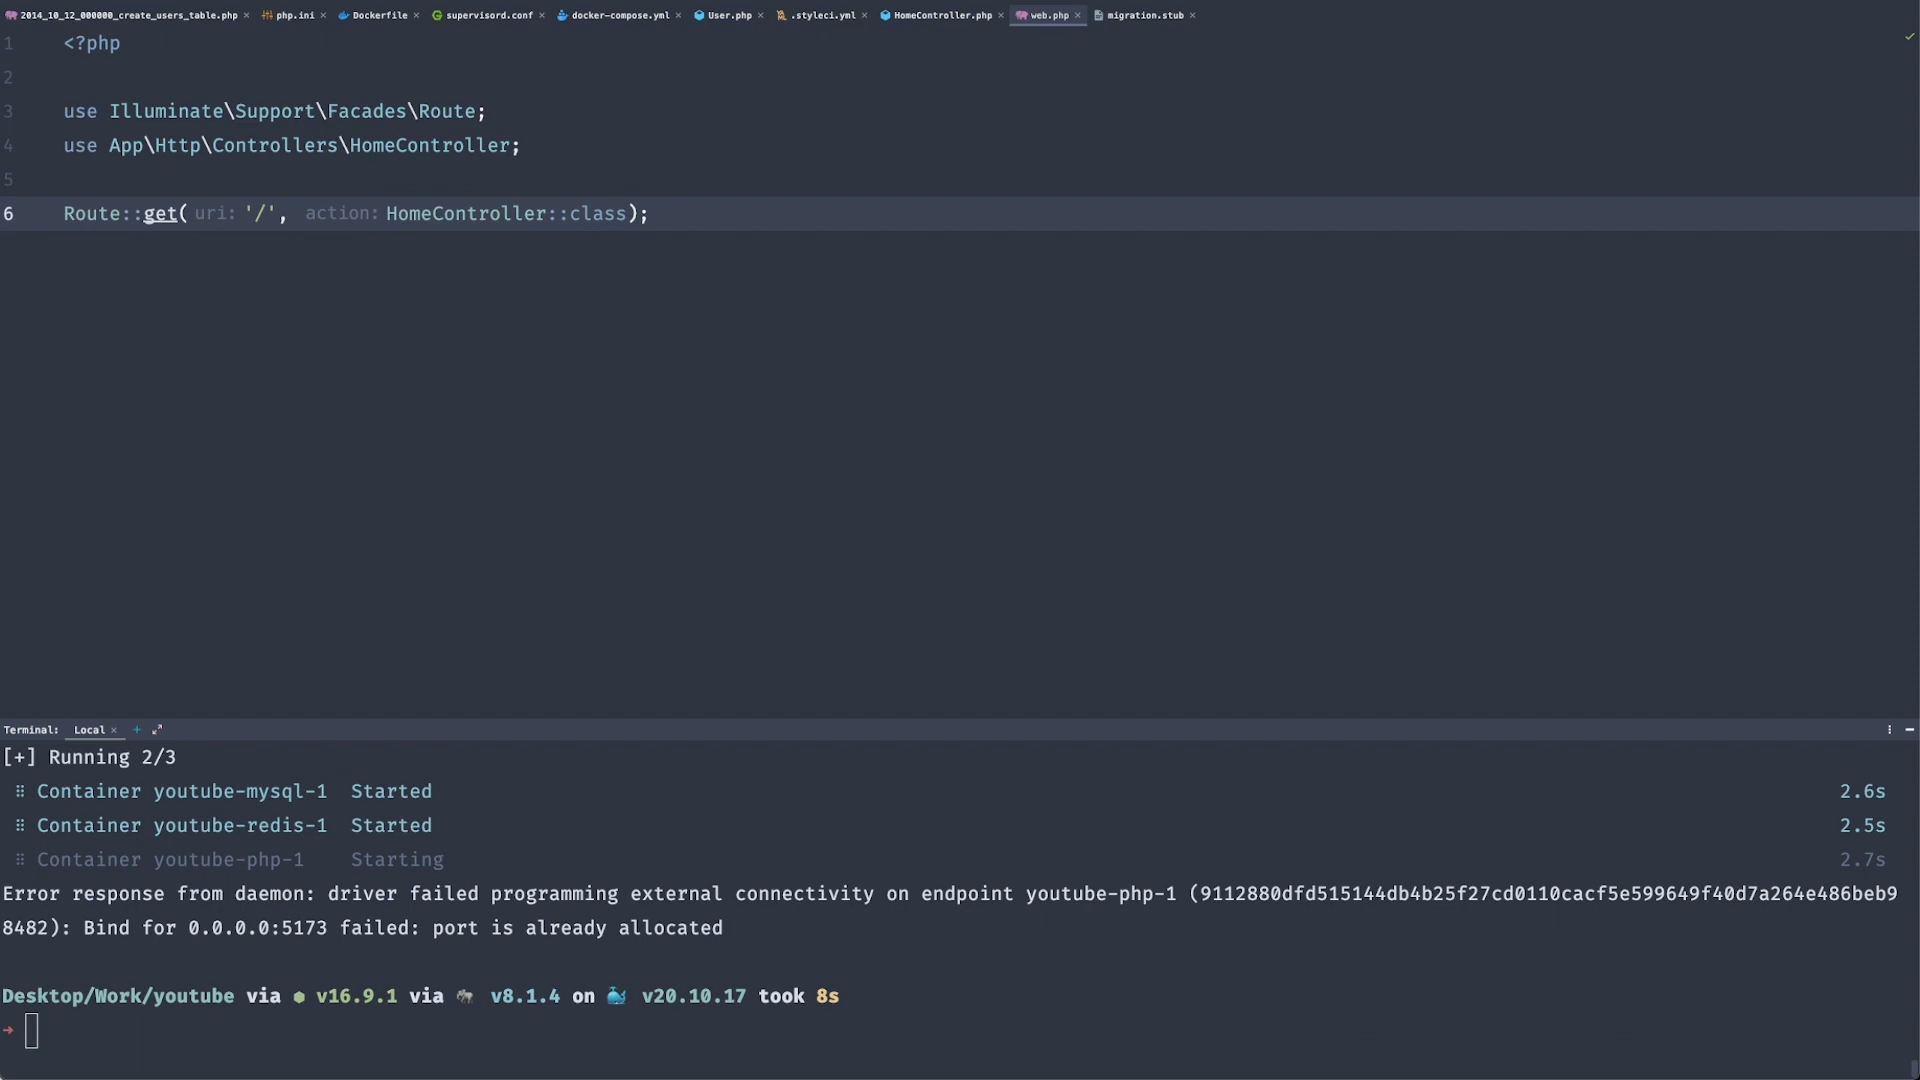 2014_10_12_000000_create_users_table.php × php.ini × Dockerfile × supervisord.conf × docker-compose.yml × User.php × .styleci.yml × HomeController.php × web.php × migration.stub ×
1 <?php
2
3 use Illuminate\Support\Facades\Route;
4 use App\Http\Controllers\HomeController;
5
6 Route::get( uri: '/', action: HomeController::class);
Terminal: Local × +
[+] Running 2/3
⠿ Container youtube-mysql-1 Started 2.6s
⠿ Container youtube-redis-1 Started 2.5s
⠿ Container youtube-php-1 Starting 2.7s
Error response from daemon: driver failed programming external connectivity on endpoint youtube-php-1 (9112880dfd515144db4b25f27cd0110cacf5e599649f40d7a264e486beb9
8482): Bind for 0.0.0.0:5173 failed: port is already allocated
Desktop/Work/youtube via ⬢ v16.9.1 via 🐘 v8.1.4 on 🐳 v20.10.17 took 8s
➜